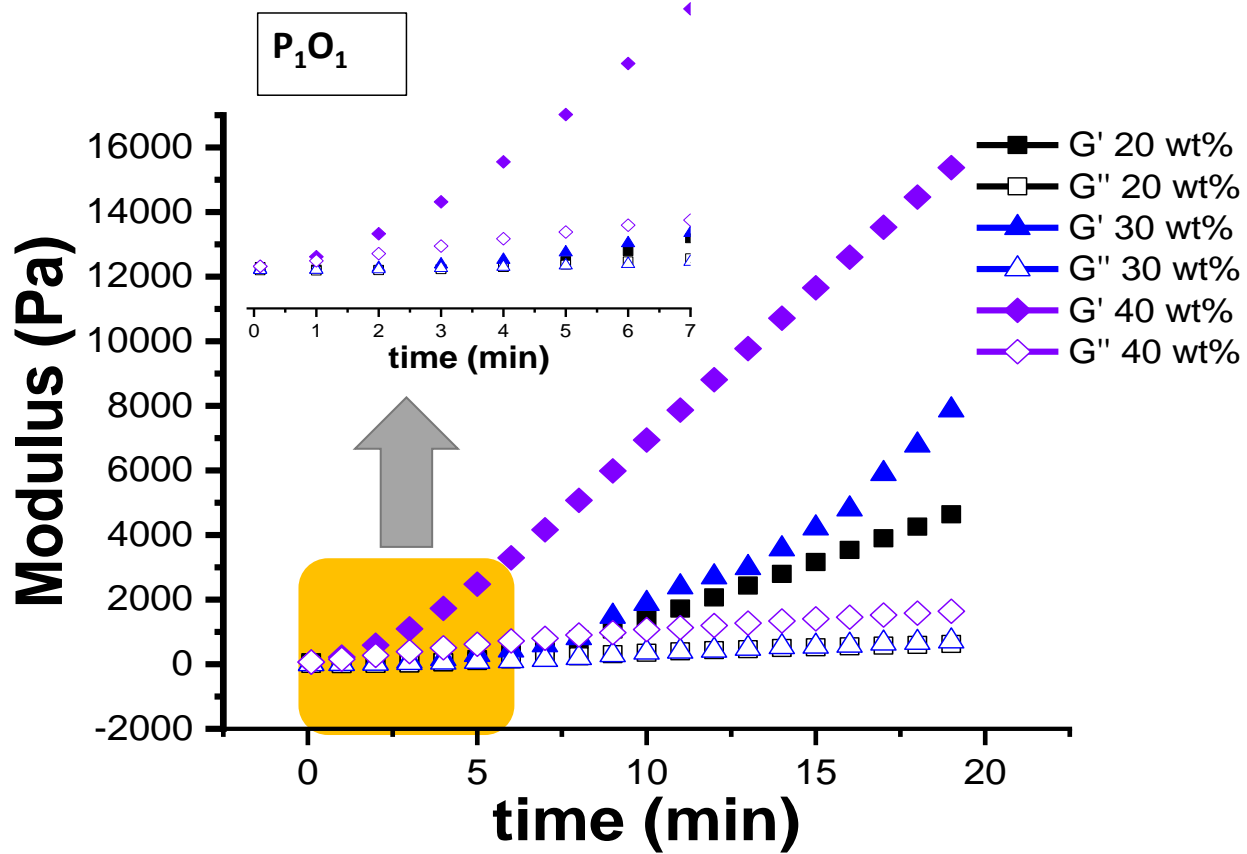 P₁O₁
0 1 2 3 4 5 6 7
time (min)
16000
14000
12000
10000
8000
6000
4000
2000
0
-2000
Modulus (Pa)
0 5 10 15 20
time (min)
G' 20 wt%
G" 20 wt%
G' 30 wt%
G" 30 wt%
G' 40 wt%
G" 40 wt%